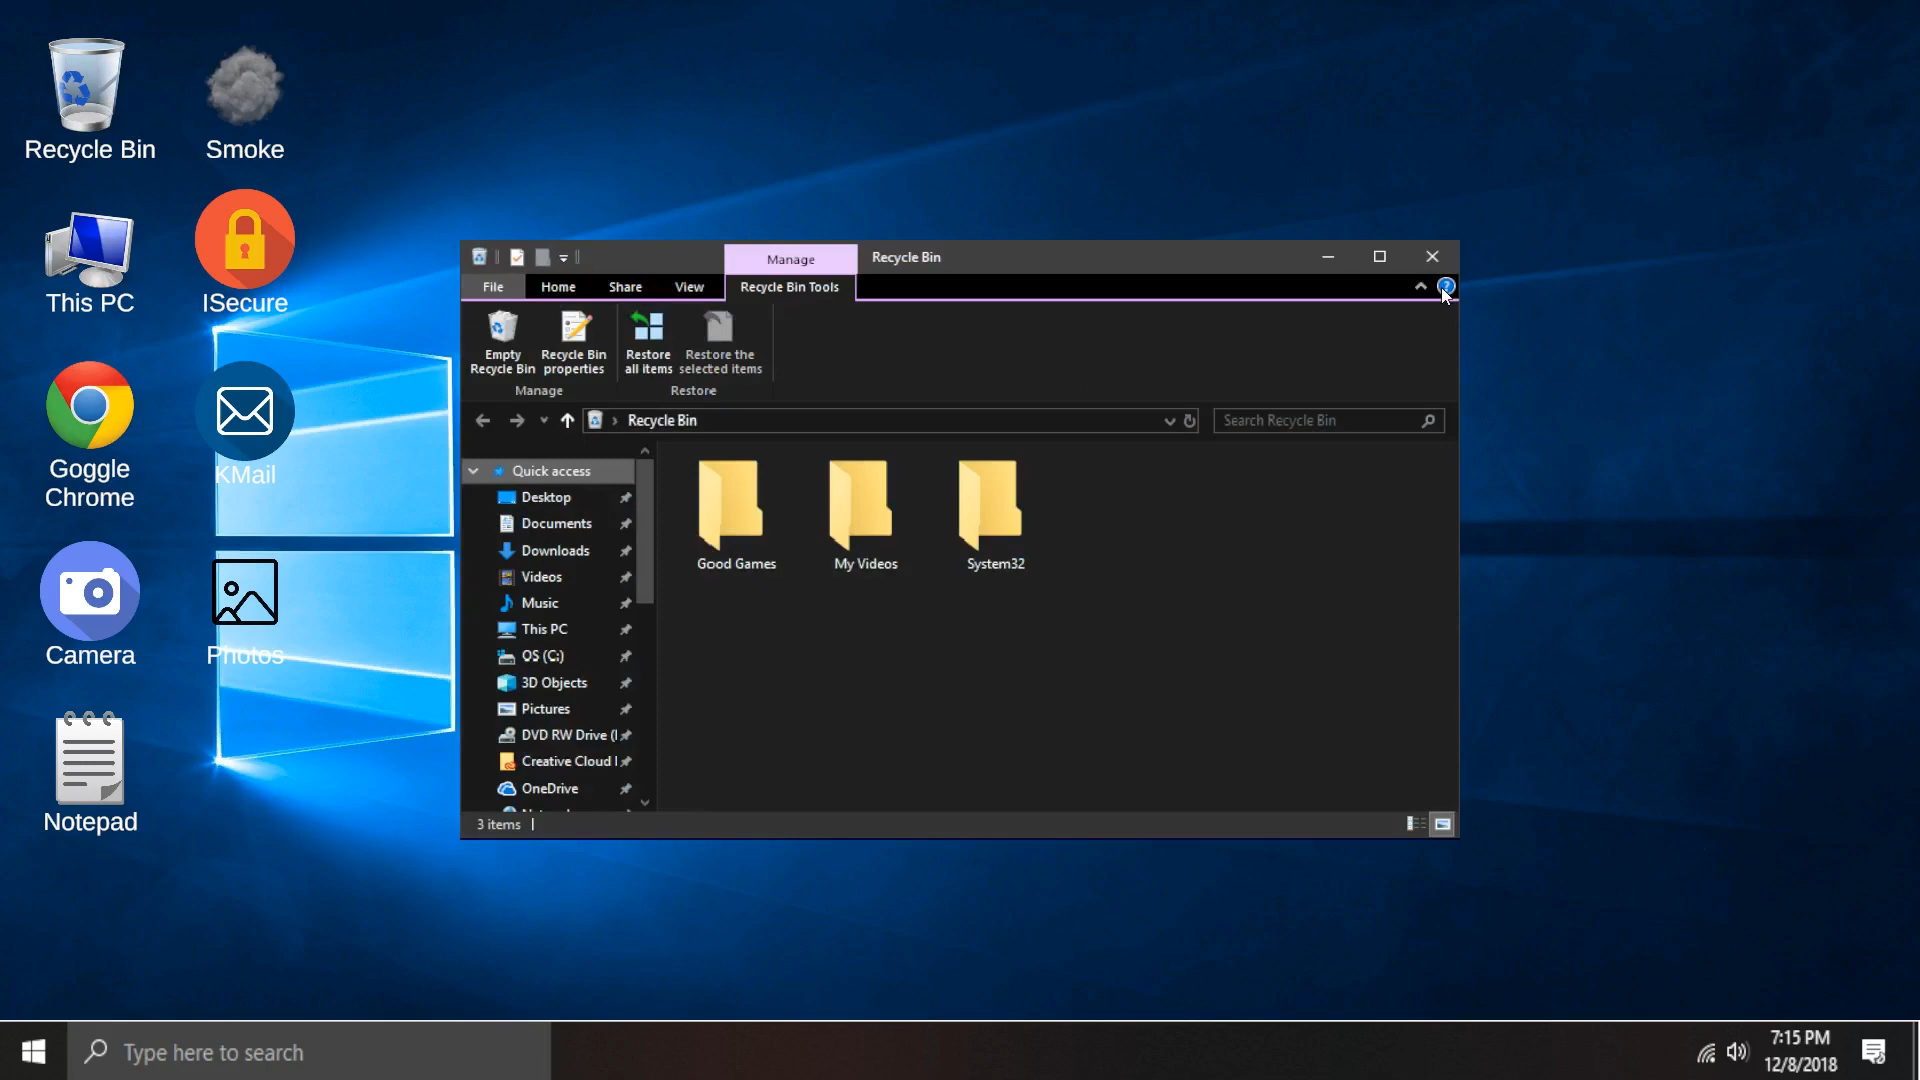 Recycle Bin
Smoke
This PC
ISecure
Goggle
Chrome
KMail
Camera
Photos
Notepad
Manage
Recycle Bin
File
Home
Share
View
Recycle Bin Tools
?
Empty
Recycle Bin
Recycle Bin
properties
Restore
all items
Restore the
selected items
Manage
Restore
Recycle Bin
Search Recycle Bin
Quick access
Desktop
Documents
Downloads
Videos
Music
This PC
OS (C:)
3D Objects
Pictures
DVD RW Drive (
Creative Cloud
OneDrive
Good Games
My Videos
System32
3 items
Type here to search
7:15 PM
12/8/2018